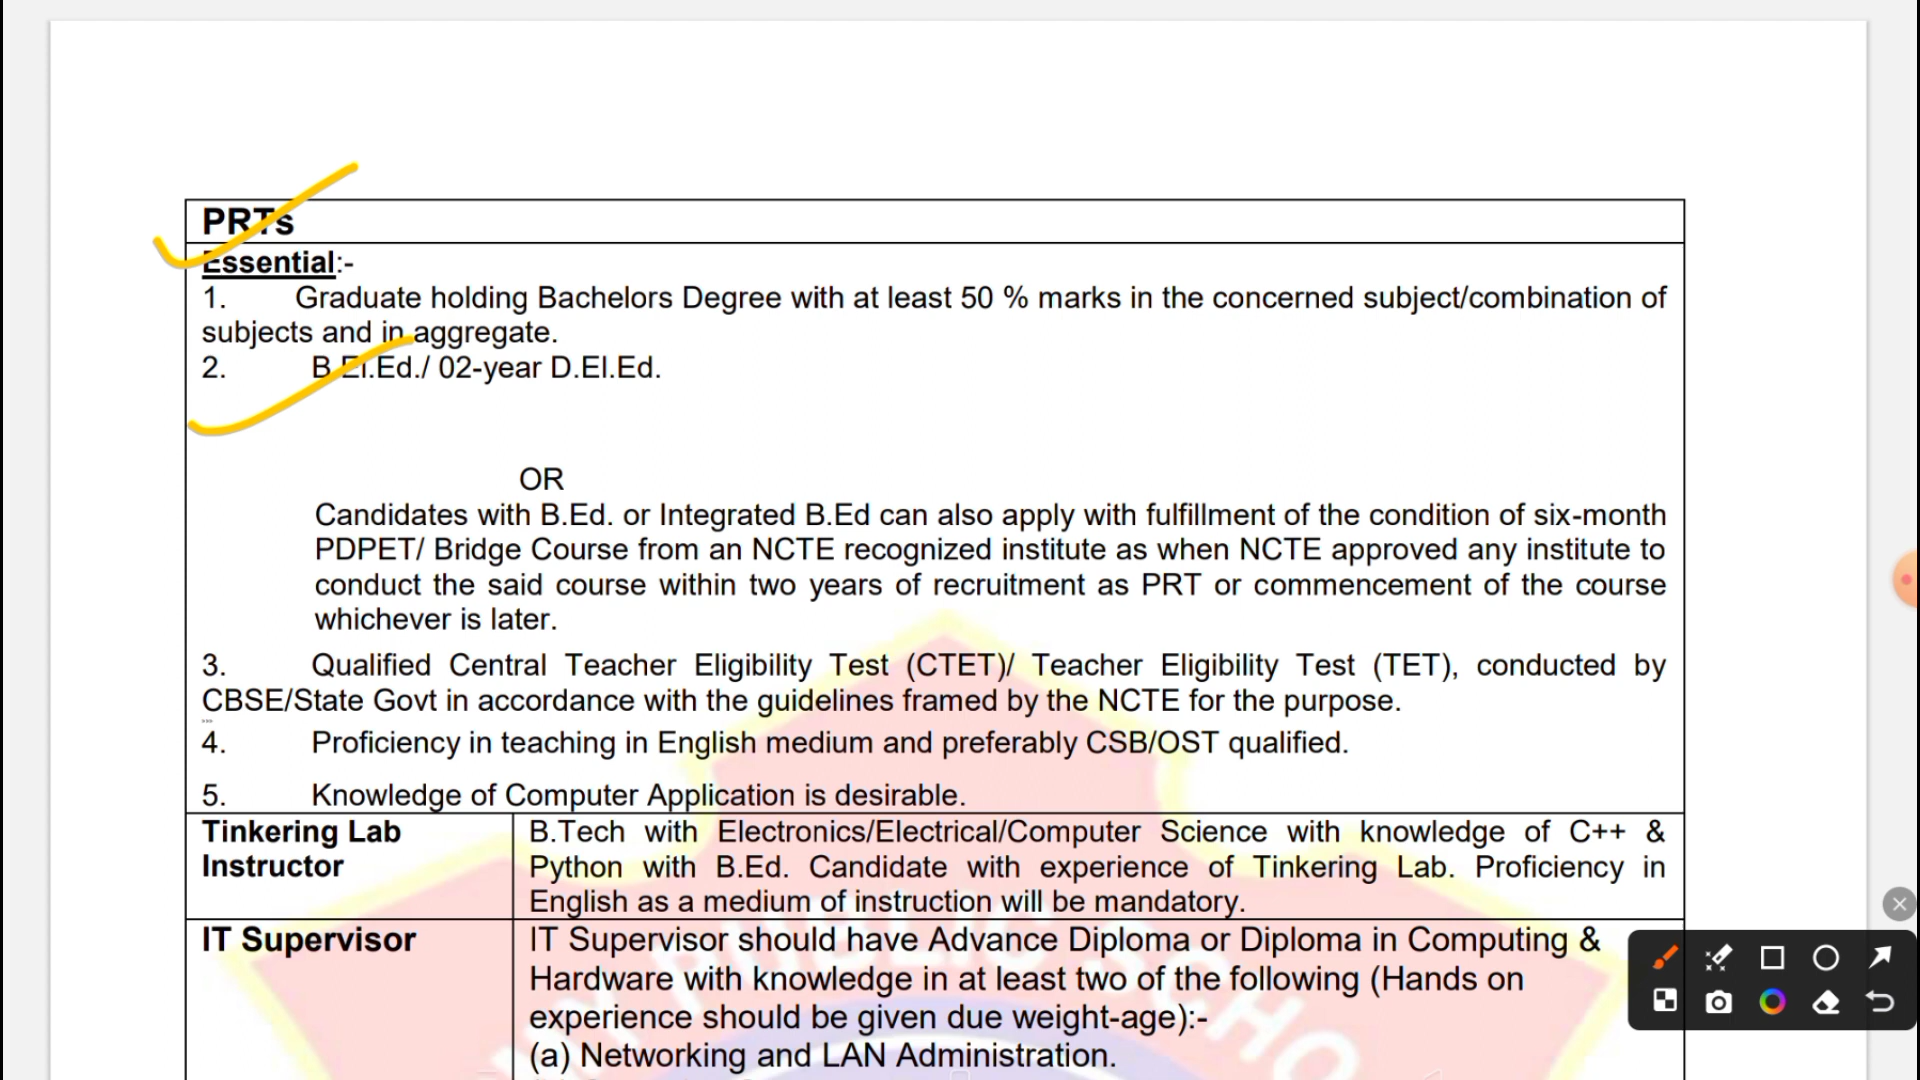 PRTs
Essential:-
1. Graduate holding Bachelors Degree with at least 50 % marks in the concerned subject/combination of
subjects and in aggregate.
2. B.El.Ed./ 02-year D.El.Ed.
OR
Candidates with B.Ed. or Integrated B.Ed can also apply with fulfillment of the condition of six-month
PDPET/ Bridge Course from an NCTE recognized institute as when NCTE approved any institute to
conduct the said course within two years of recruitment as PRT or commencement of the course
whichever is later.
3. Qualified Central Teacher Eligibility Test (CTET)/ Teacher Eligibility Test (TET), conducted by
CBSE/State Govt in accordance with the guidelines framed by the NCTE for the purpose.
4. Proficiency in teaching in English medium and preferably CSB/OST qualified.
5. Knowledge of Computer Application is desirable.
Tinkering Lab
Instructor
B.Tech with Electronics/Electrical/Computer Science with knowledge of C++ &
Python with B.Ed. Candidate with experience of Tinkering Lab. Proficiency in
English as a medium of instruction will be mandatory.
IT Supervisor
IT Supervisor should have Advance Diploma or Diploma in Computing &
Hardware with knowledge in at least two of the following (Hands on
experience should be given due weight-age):-
(a) Networking and LAN Administration.
PUBLIC SCHO